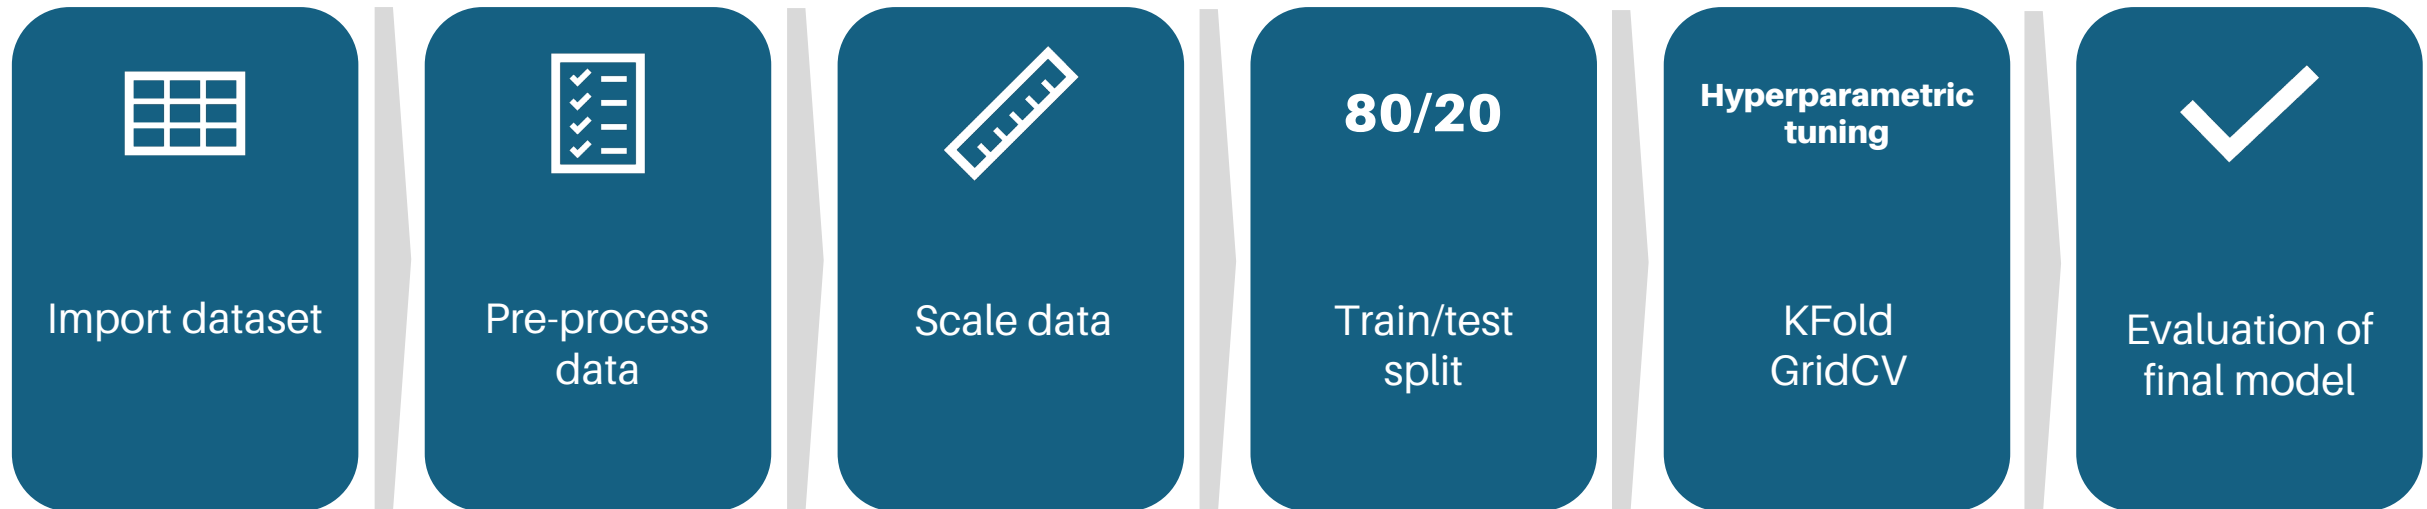 Import dataset
Pre-process
data
Scale data
80/20
Train/test
split
Hyperparametric
tuning
KFold
GridCV
Evaluation of
final model